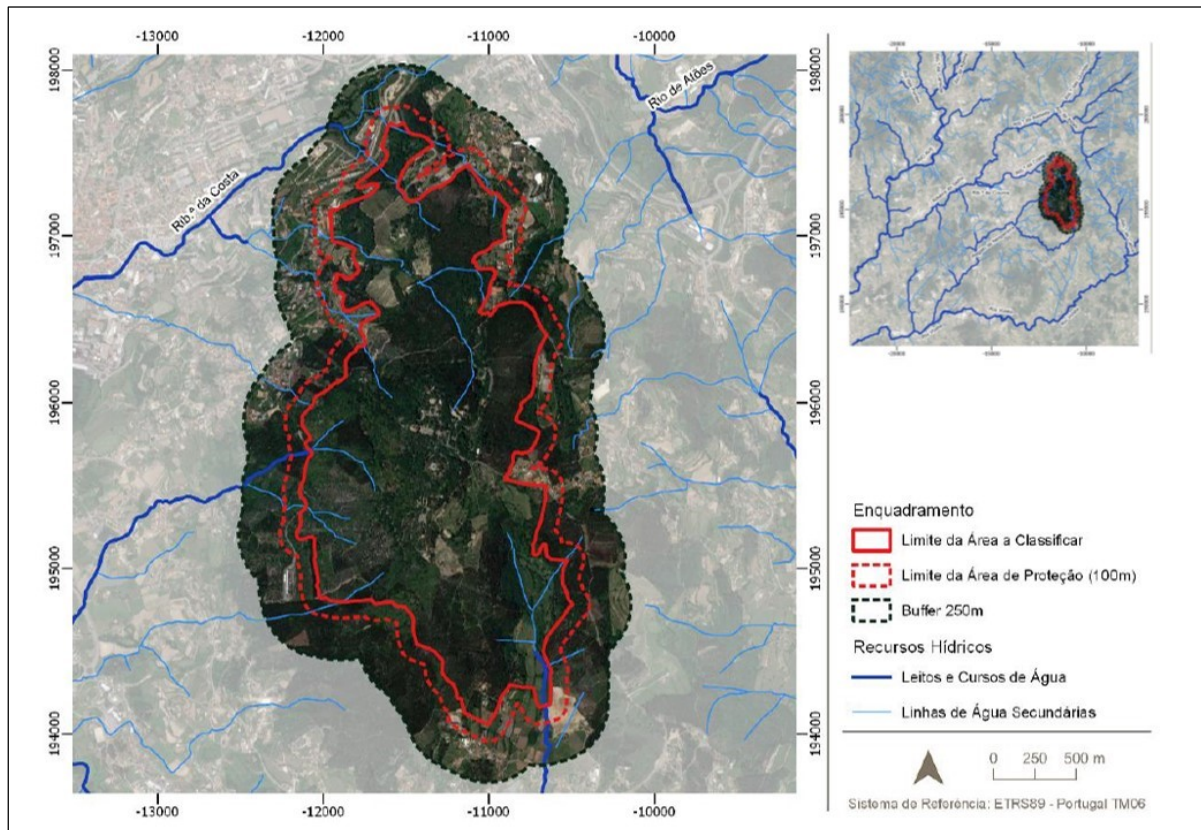 -13000 -12000 -11000 -10000
198000 198000
197000 197000
196000 196000
195000 195000
194000 194000
Rib.ª da Costa
Rio de Atães
-13000 -12000 -11000 -10000
Enquadramento
Limite da Área a Classificar
Limite da Área de Proteção (100m)
Buffer 250m
Recursos Hídricos
Leitos e Cursos de Água
Linhas de Água Secundárias
0 250 500 m
Sistema de Referência: ETRS89 - Portugal TM06